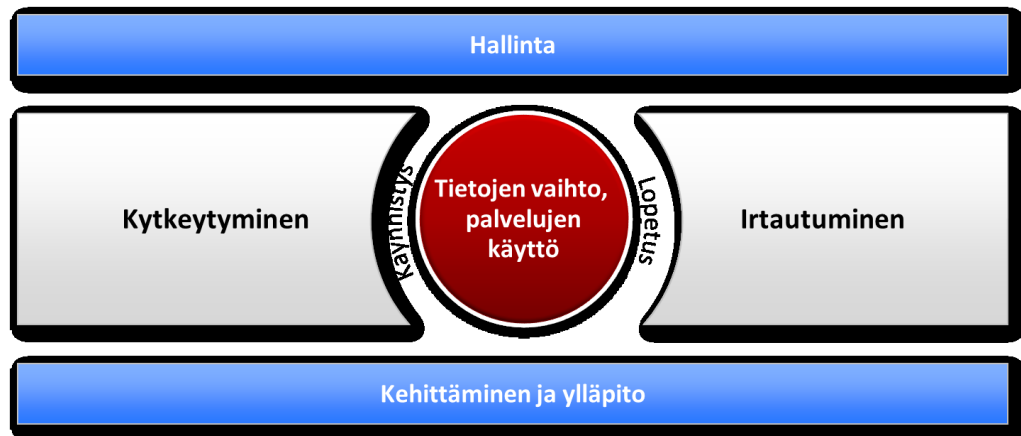 Hallinta
Kytkeytyminen
Käynnistys
Tietojen vaihto,
palvelujen
käyttö
Lopetus
Irtautuminen
Kehittäminen ja ylläpito